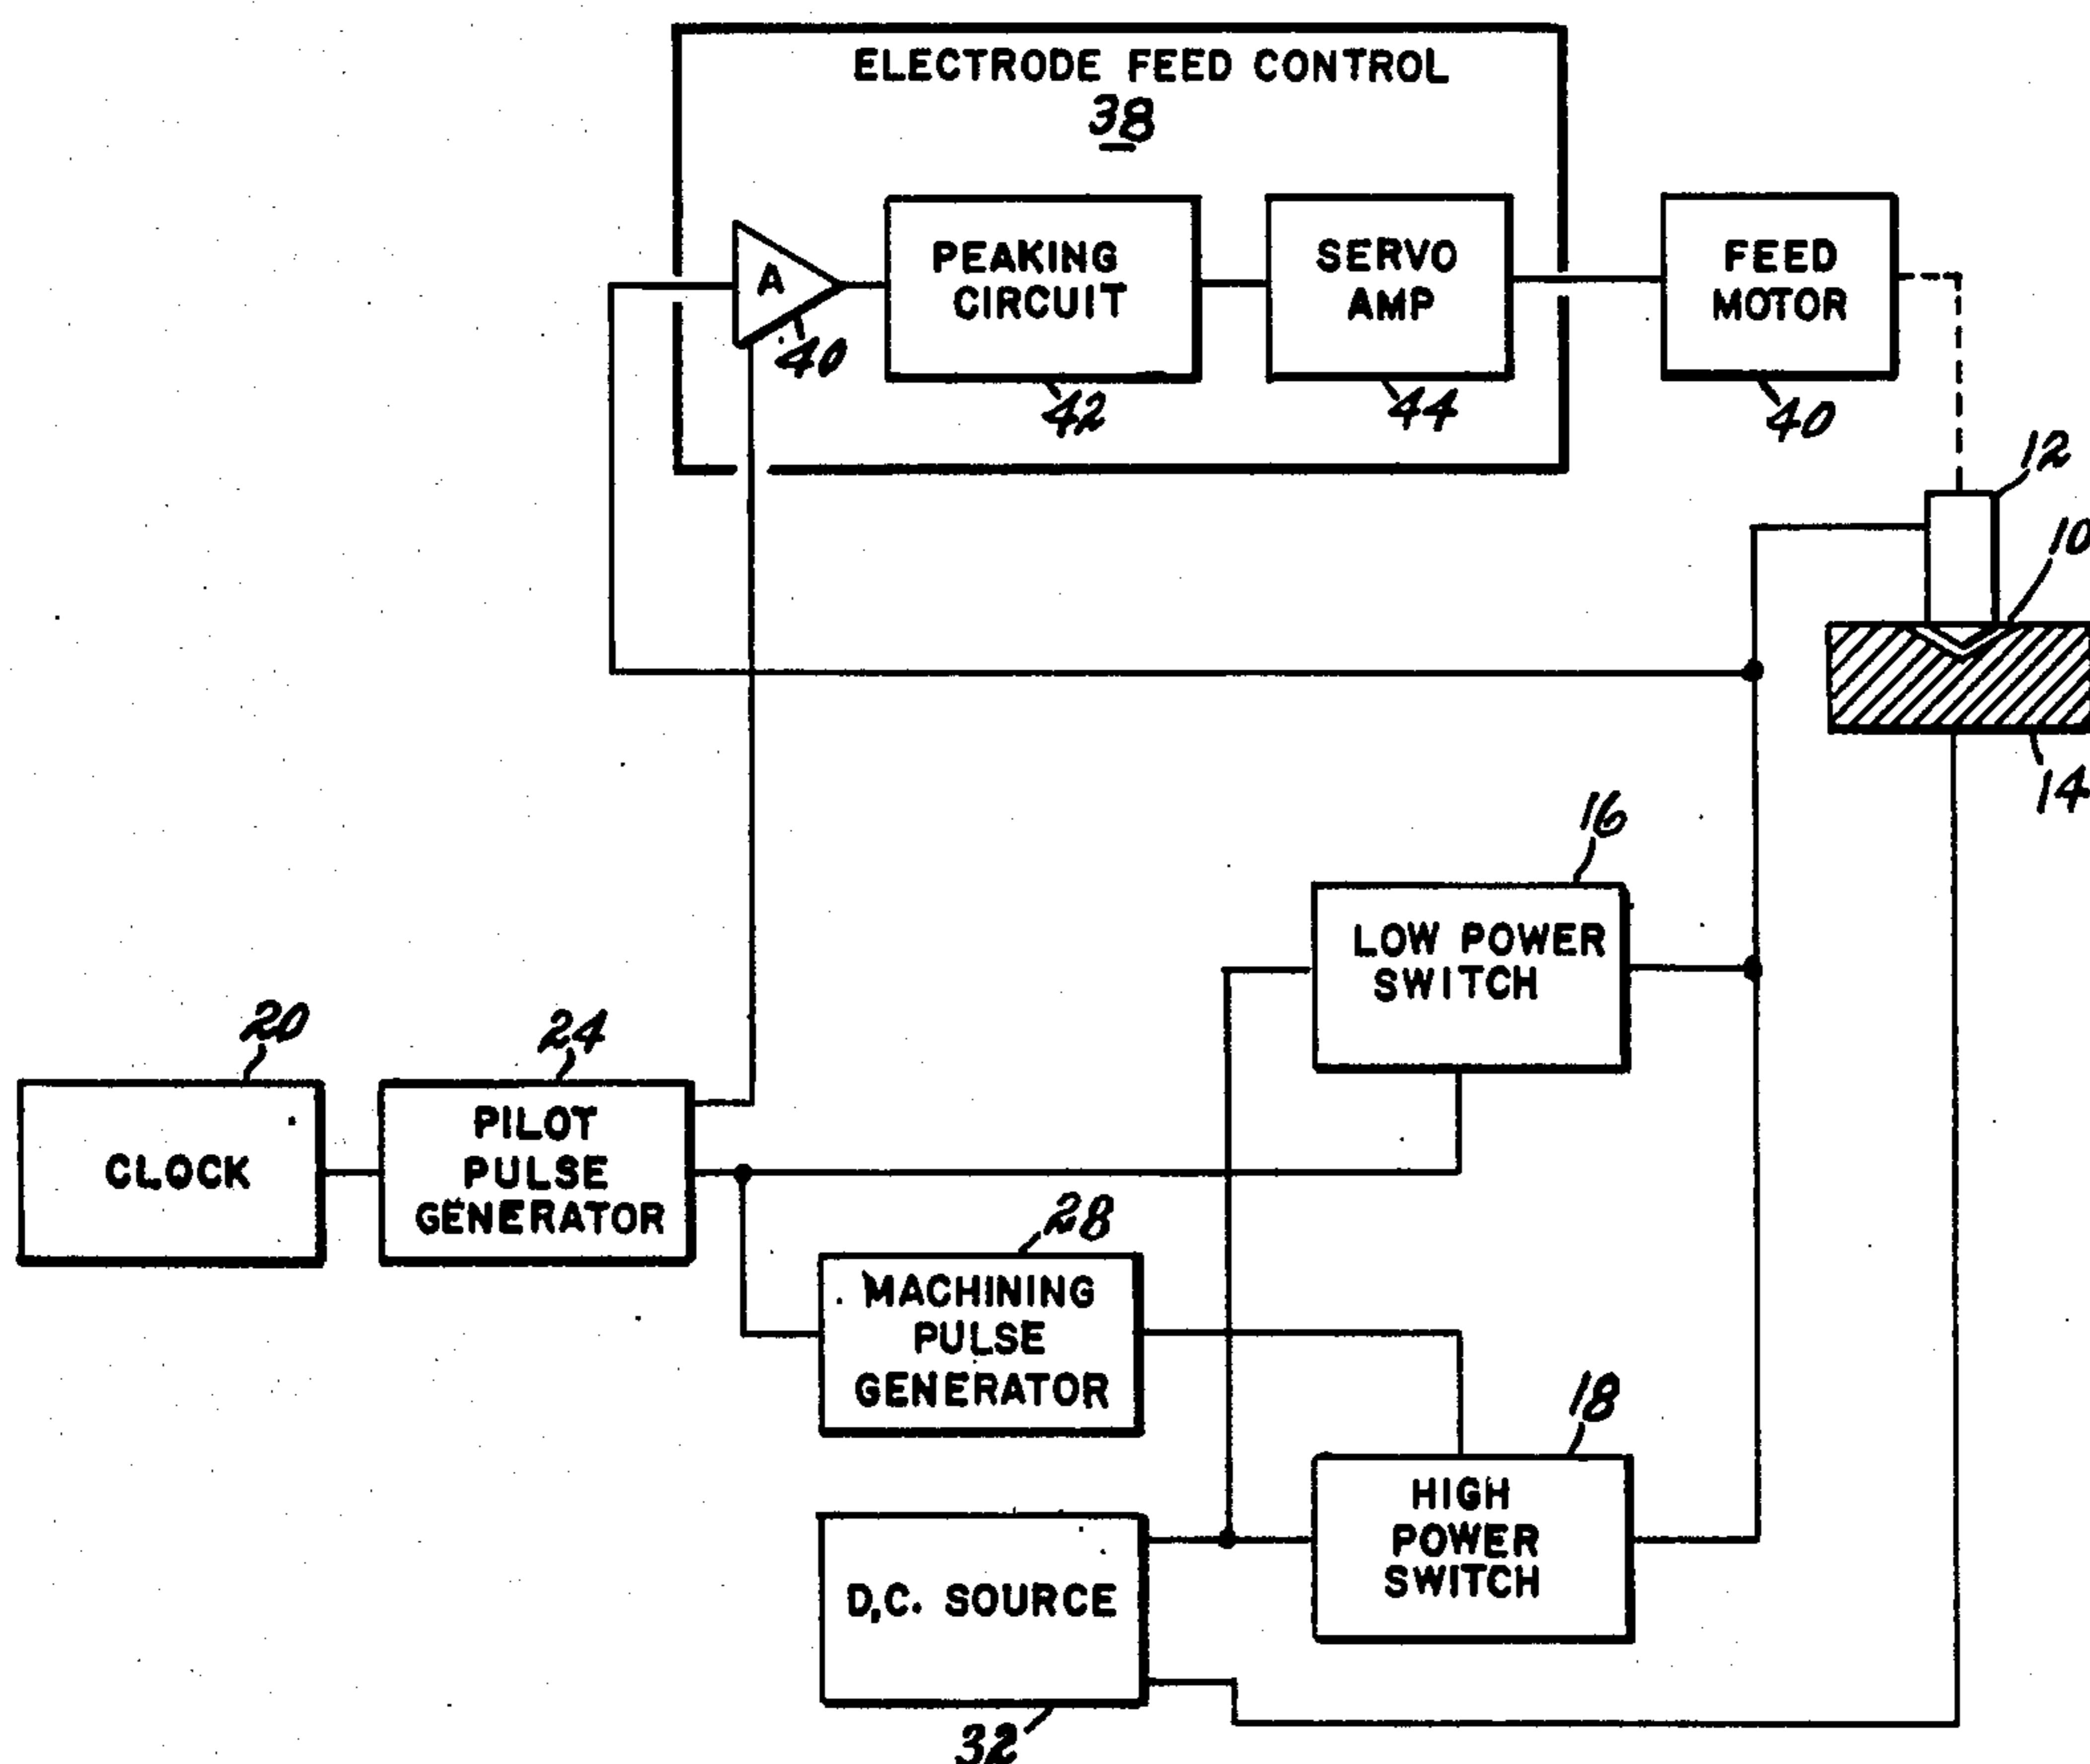 ELECTRODE FEED CONTROL
38
A
40
PEAKING
CIRCUIT
42
SERVO
AMP
44
FEED
MOTOR
40
12
10
14
16
LOW POWER
SWITCH
20
CLOCK
24
PILOT
PULSE
GENERATOR
28
MACHINING
PULSE
GENERATOR
18
HIGH
POWER
SWITCH
D.C. SOURCE
32